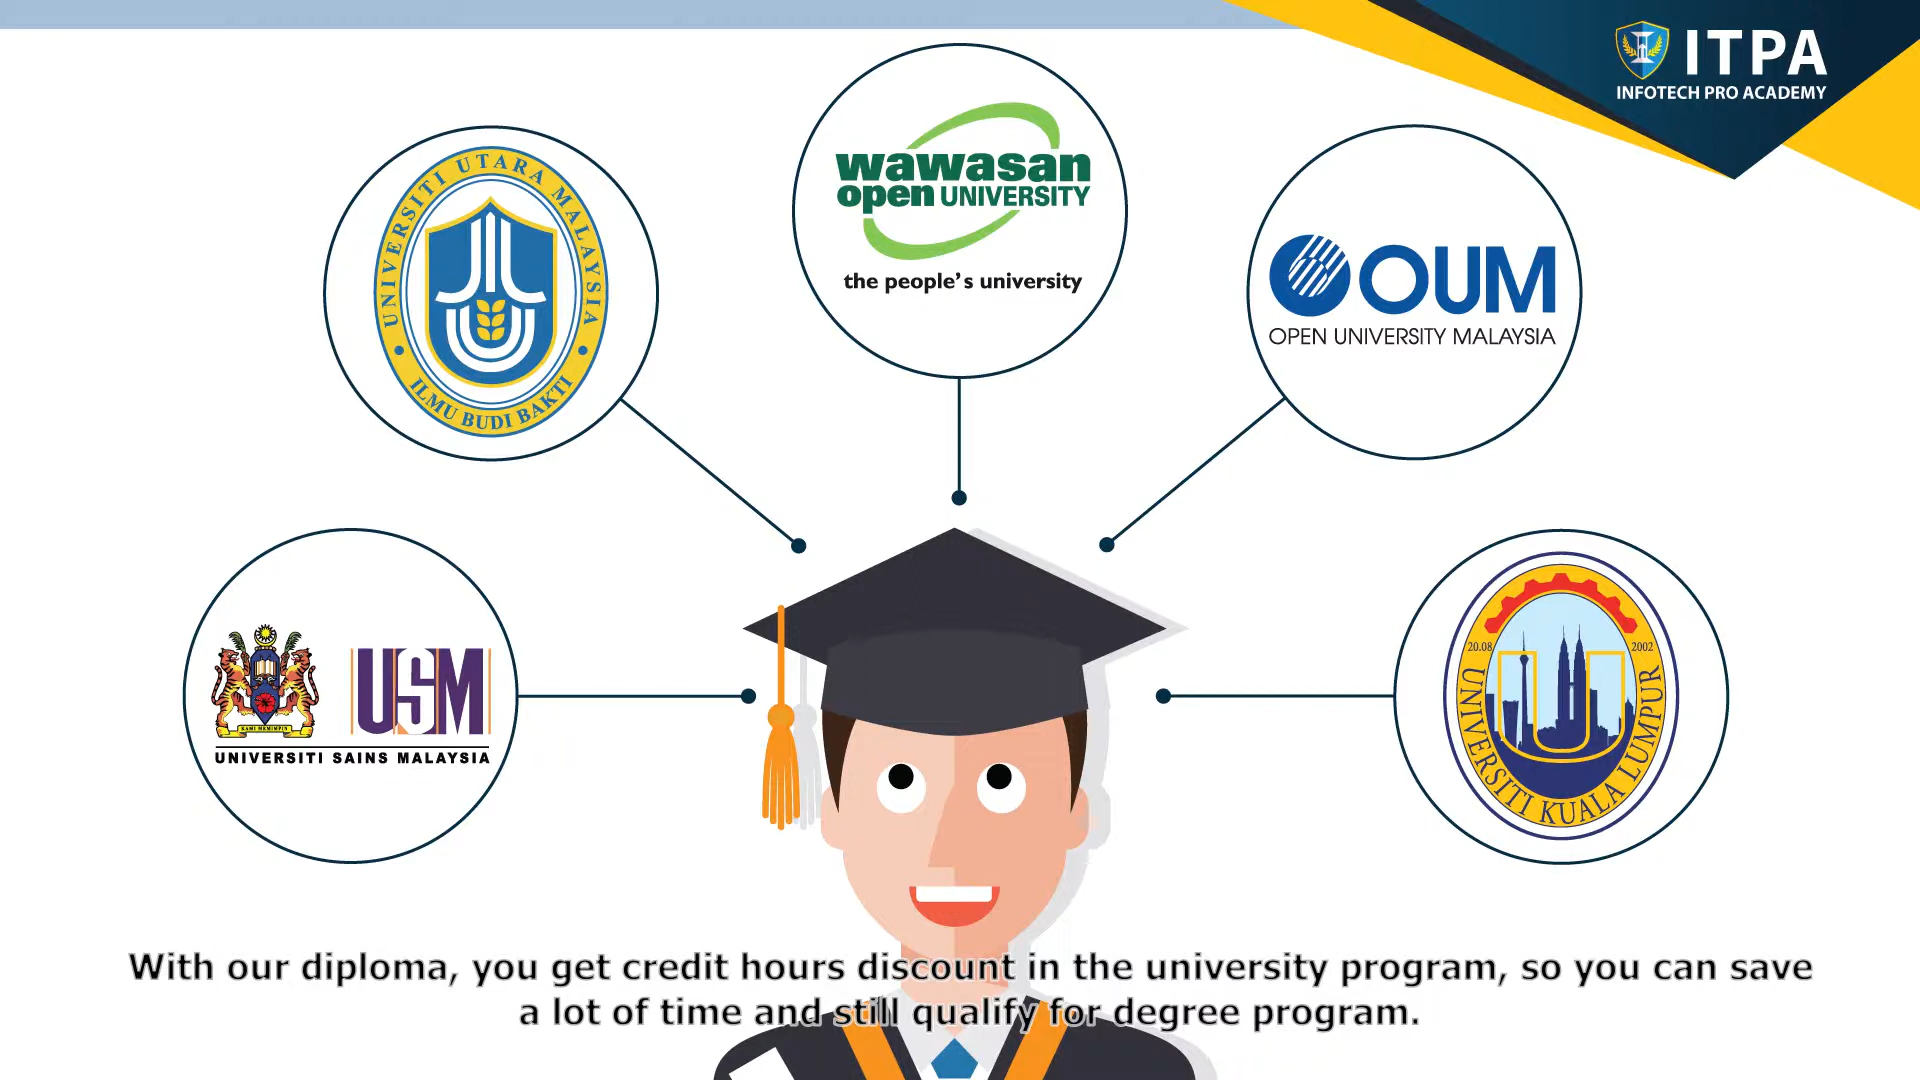 ITPA
INFOTECH PRO ACADEMY
wawasan
open UNIVERSITY
the people's university
UNIVERSITI UTARA MALAYSIA
ILMU BUDI BAKTI
OUM
OPEN UNIVERSITY MALAYSIA
KAMI MEMIMPIN
USM
UNIVERSITI SAINS MALAYSIA
20.08
2002
U
UNIVERSITI KUALA LUMPUR
With our diploma, you get credit hours discount in the university program, so you can save
a lot of time and still qualify for degree program.